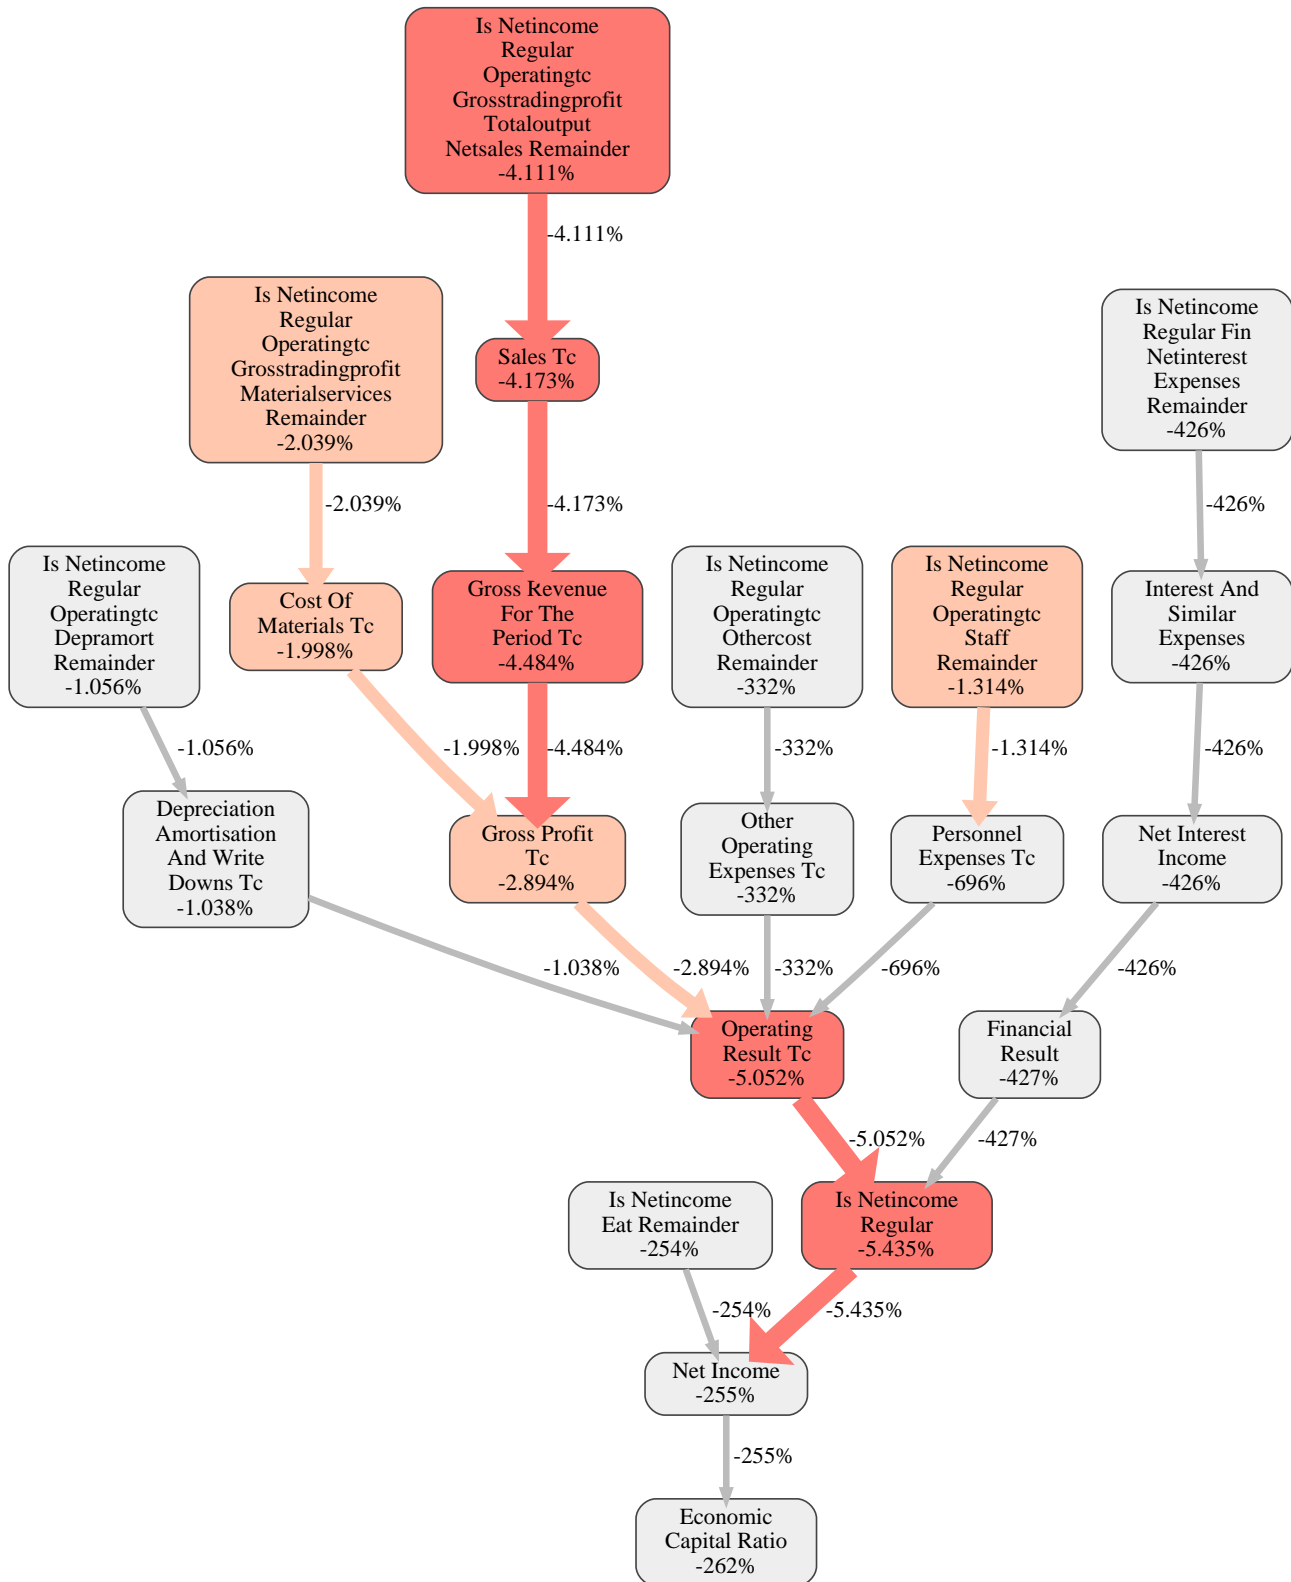 Is Netincome
Regular
Operatingtc
Grosstradingprofit
Totaloutput
Netsales Remainder
-4.111%
-4.111%
Is Netincome
Regular
Operatingtc
Grosstradingprofit
Materialservices
Remainder
-2.039%
Sales Tc
-4.173%
Is Netincome
Regular Fin
Netinterest
Expenses
Remainder
-426%
-2.039%
-4.173%
-426%
Is Netincome
Regular
Operatingtc
Depramort
Remainder
-1.056%
Cost Of
Materials Tc
-1.998%
Gross Revenue
For The
Period Tc
-4.484%
Is Netincome
Regular
Operatingtc
Othercost
Remainder
-332%
Is Netincome
Regular
Operatingtc
Staff
Remainder
-1.314%
Interest And
Similar
Expenses
-426%
-1.056%
-1.998%
-4.484%
-332%
-1.314%
-426%
Depreciation
Amortisation
And Write
Downs Tc
-1.038%
Gross Profit
Tc
-2.894%
Other
Operating
Expenses Tc
-332%
Personnel
Expenses Tc
-696%
Net Interest
Income
-426%
-1.038%
-2.894%
-332%
-696%
-426%
Operating
Result Tc
-5.052%
Financial
Result
-427%
-5.052%
-427%
Is Netincome
Eat Remainder
-254%
Is Netincome
Regular
-5.435%
-254%
-5.435%
Net Income
-255%
-255%
Economic
Capital Ratio
-262%